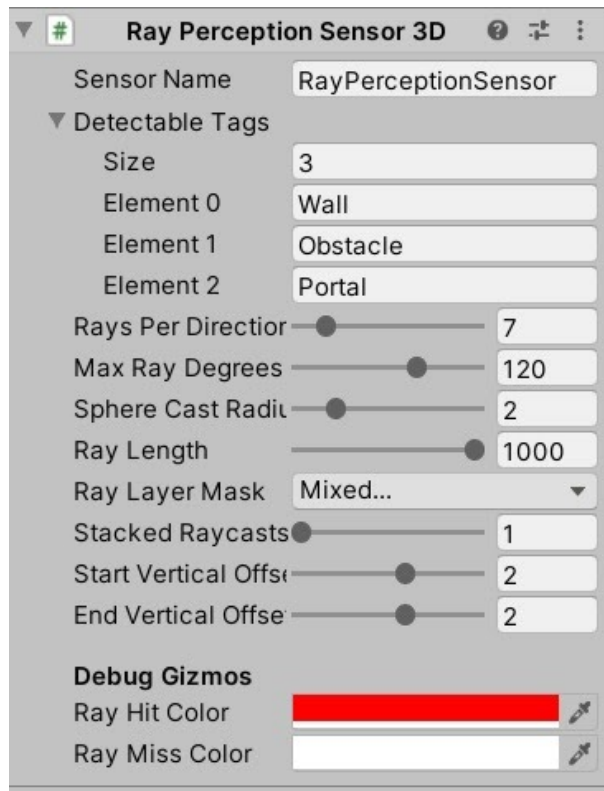 # Ray Perception Sensor 3D
Sensor Name RayPerceptionSensor
Detectable Tags
Size 3
Element 0 Wall
Element 1 Obstacle
Element 2 Portal
Rays Per Direction 7
Max Ray Degrees 120
Sphere Cast Radiu 2
Ray Length 1000
Ray Layer Mask Mixed...
Stacked Raycasts 1
Start Vertical Offse 2
End Vertical Offset 2
Debug Gizmos
Ray Hit Color
Ray Miss Color